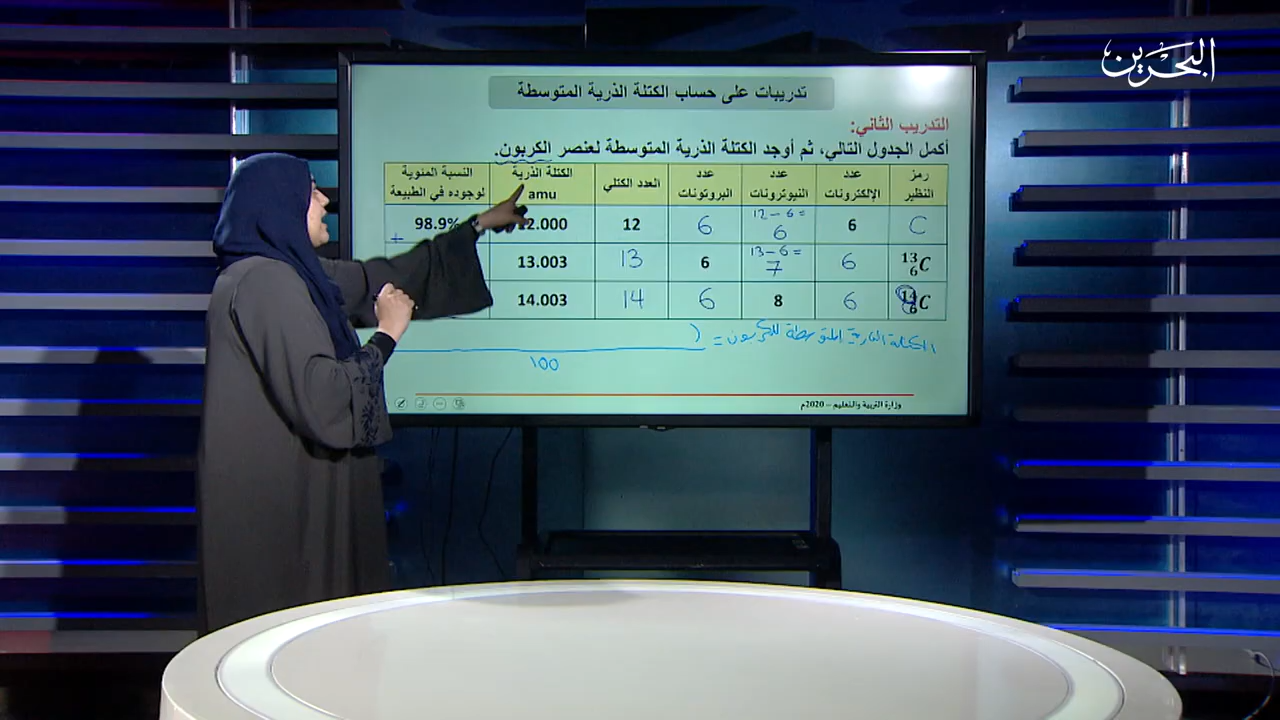 البحرين
تدريبات على حساب الكتلة الذرية المتوسطة
التدريب الثاني:
أكمل الجدول التالي، ثم أوجد الكتلة الذرية المتوسطة لعنصر الكربون.
رمز النظير عدد الإلكترونات عدد النيوترونات عدد البروتونات العدد الكتلي الكتلة الذرية amu النسبة المئوية لوجوده في الطبيعة
C 6 12 - 6 = 6 6 12 12.000 98.9%
13 6 C 6 13 - 6 = 7 6 13 13.003
14 6 C 6 8 6 14 14.003
الكتلة الذرية المتوسطة للكربون = (
100
وزارة التربية والتعليم – 2020م